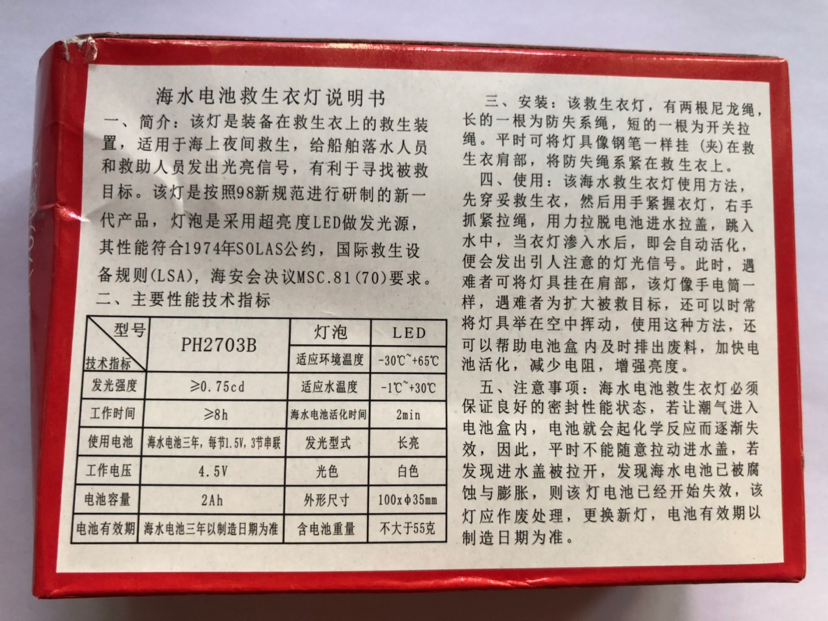 海水电池救生衣灯说明书
一、简介：该灯是装备在救生衣上的救生装
置，适用于海上夜间救生，给船舶落水人员
和救助人员发出光亮信号，有利于寻找被救
目标。该灯是按照98新规范进行研制的新一
代产品，灯泡是采用超亮度LED做发光源，
其性能符合1974年SOLAS公约，国际救生设
备规则(LSA)，海安会决议MSC.81(70)要求。
二、主要性能技术指标
型号 技术指标 PH2703B 灯泡 LED
适应环境温度 -30℃~+65℃
发光强度 ≥0.75cd 适应水温度 -1℃~+30℃
工作时间 ≥8h 海水电池活化时间 2min
使用电池 海水电池三年，每节1.5V，3节串联 发光型式 长亮
工作电压 4.5V 光色 白色
电池容量 2Ah 外形尺寸 100xφ35mm
电池有效期 海水电池三年以制造日期为准 含电池重量 不大于55克
三、安装：该救生衣灯，有两根尼龙绳，
长的一根为防失系绳，短的一根为开关拉
绳。平时可将灯具像钢笔一样挂(夹)在救
生衣肩部，将防失绳系紧在救生衣上。
四、使用：该海水救生衣灯使用方法，
先穿妥救生衣，然后用手紧握衣灯，右手
抓紧拉绳，用力拉脱电池进水拉盖，跳入
水中，当衣灯渗入水后，即会自动活化，
便会发出引人注意的灯光信号。此时，遇
难者可将灯具挂在肩部，该灯像手电筒一
样，遇难者为扩大被救目标，还可以时常
将灯具举在空中挥动，使用这种方法，还
可以帮助电池盒内及时排出废料，加快电
池活化，减少电阻，增强亮度。
五、注意事项：海水电池救生衣灯必须
保证良好的密封性能状态，若让潮气进入
电池盒内，电池就会起化学反应而逐渐失
效，因此，平时不能随意拉动进水盖，若
发现进水盖被拉开，发现海水电池已被腐
蚀与膨胀，则该灯电池已经开始失效，该
灯应作废处理，更换新灯，电池有效期以
制造日期为准。